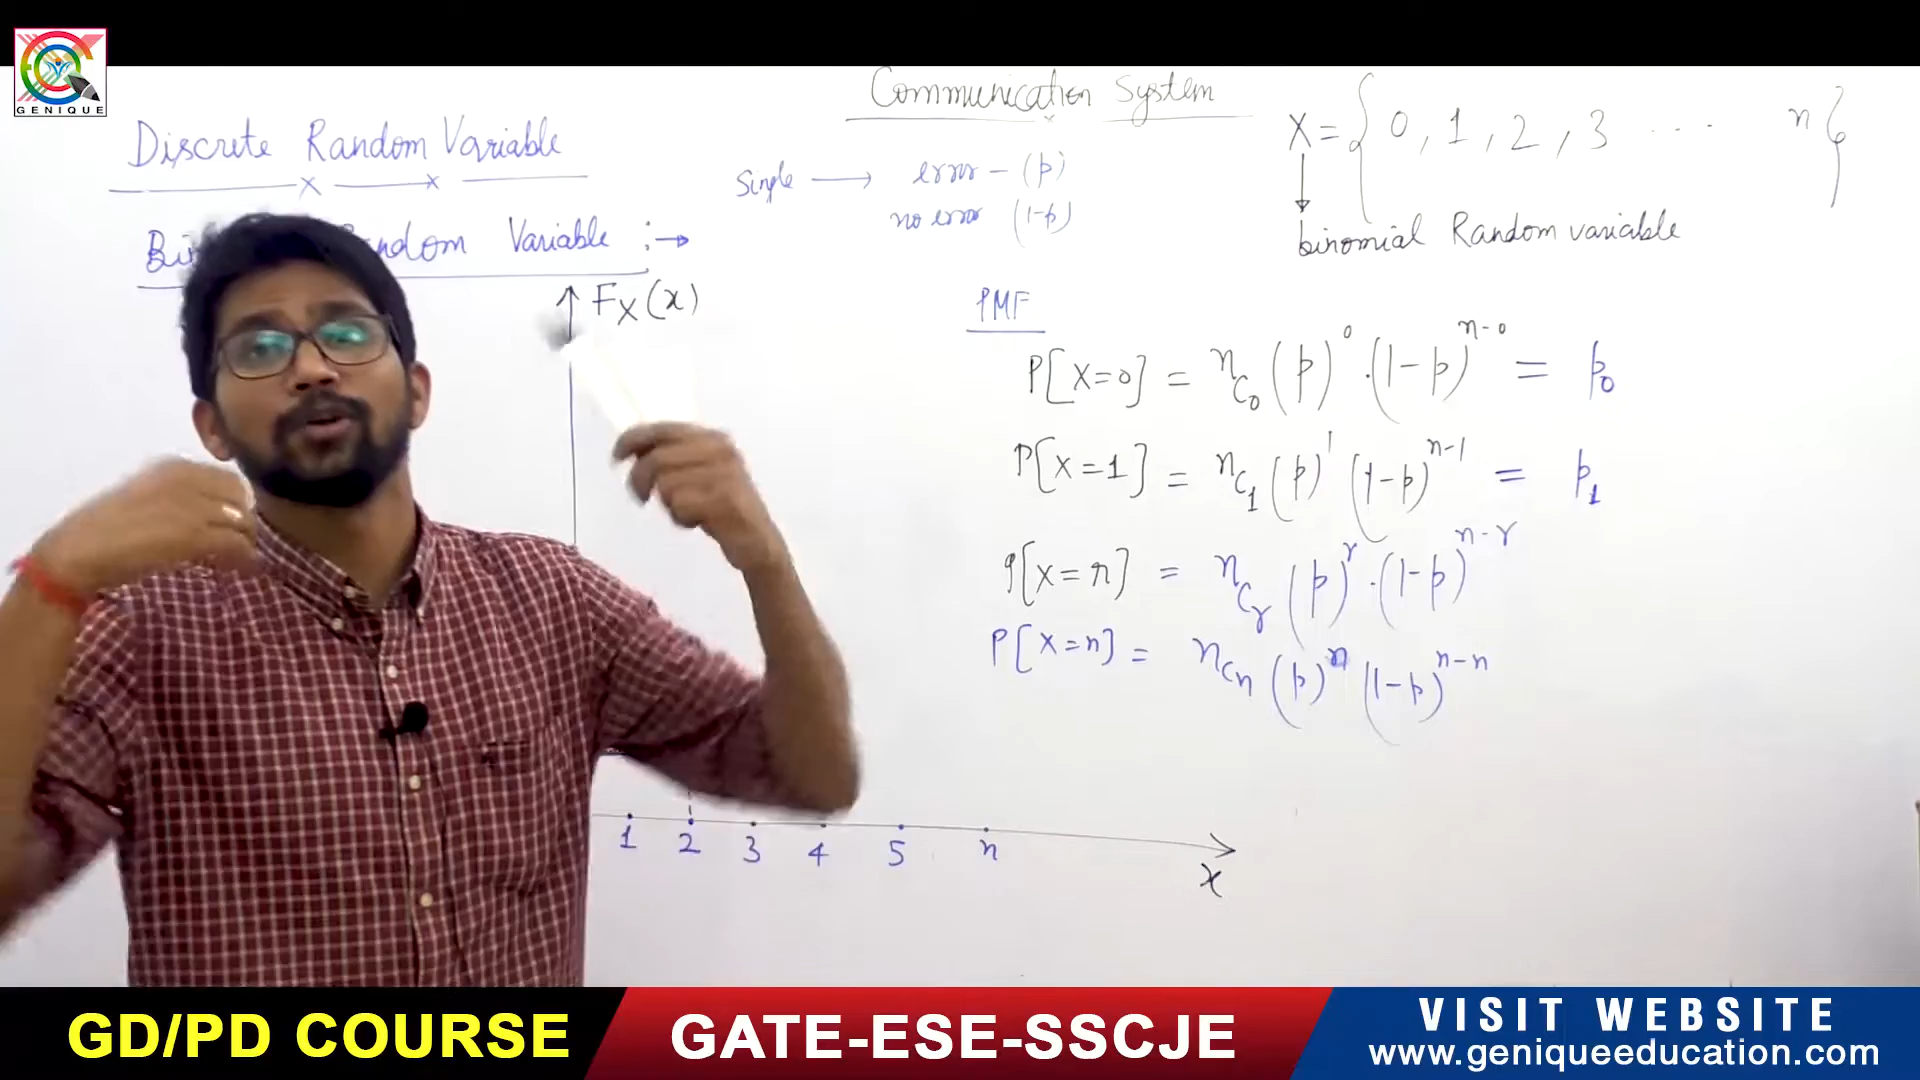 GENIQUE
Communication System
Discrete Random Variable
Random Variable :→
Single → error - (p)
no error (1-p)
X = { 0, 1, 2, 3 ... n }
binomial Random variable
F_X(x)
PMF
P[X=0] = ⁿC₀ (p)⁰ · (1-p)ⁿ⁻⁰ = p₀
P[X=1] = ⁿC₁ (p)¹ (1-p)ⁿ⁻¹ = p₁
P[X=r] = ⁿCᵣ (p)ʳ · (1-p)ⁿ⁻ʳ
P[X=n] = ⁿCₙ (p)ⁿ (1-p)ⁿ⁻ⁿ
1 2 3 4 5 n
x
GD/PD COURSE
GATE-ESE-SSCJE
VISIT WEBSITE
www.geniqueeducation.com